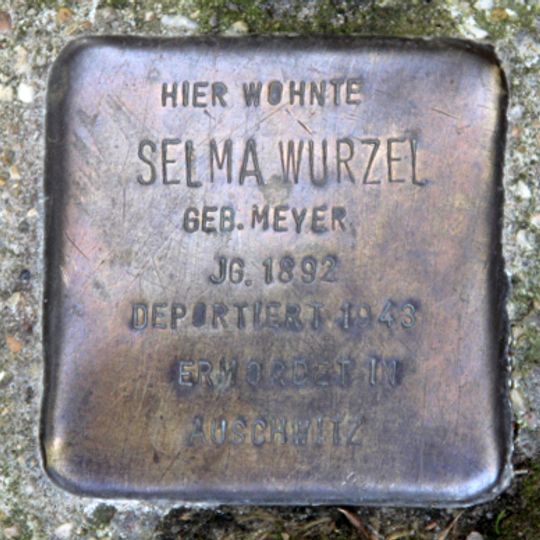 HIER WOHNTE
SELMA WURZEL
GEB. MEYER
JG. 1892
DEPORTIERT 1943
ERMORDET IN
AUSCHWITZ